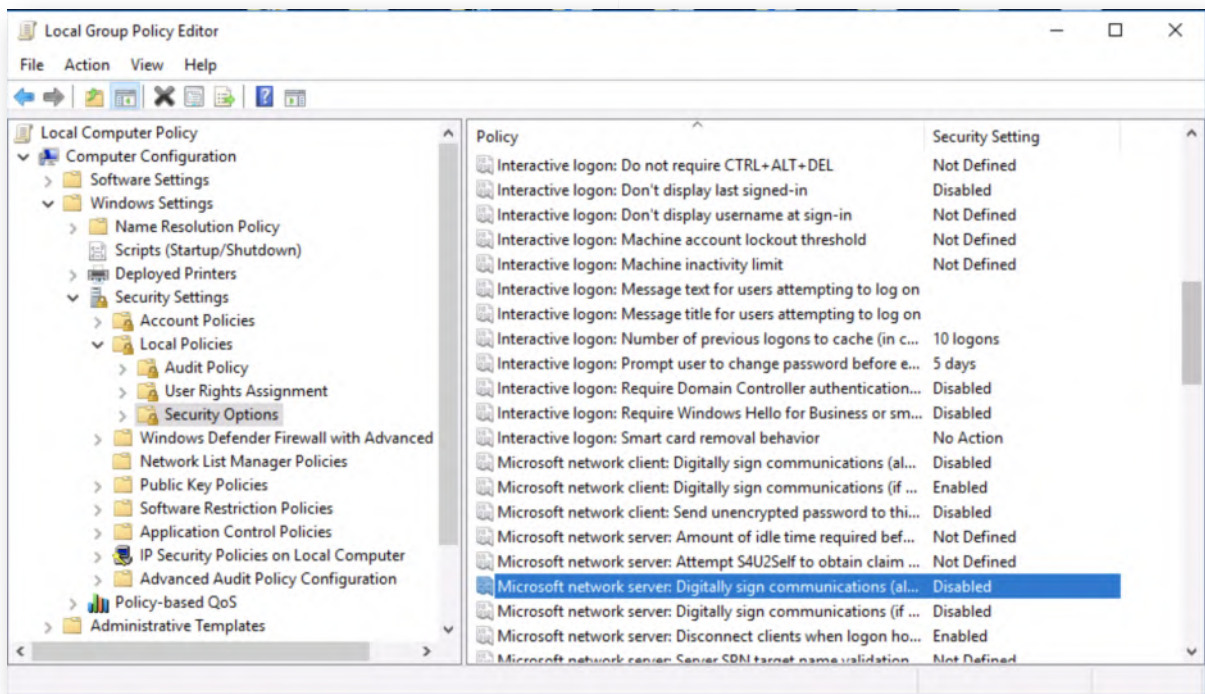 Local Group Policy Editor
File Action View Help
Local Computer Policy
Computer Configuration
Software Settings
Windows Settings
Name Resolution Policy
Scripts (Startup/Shutdown)
Deployed Printers
Security Settings
Account Policies
Local Policies
Audit Policy
User Rights Assignment
Security Options
Windows Defender Firewall with Advanced
Network List Manager Policies
Public Key Policies
Software Restriction Policies
Application Control Policies
IP Security Policies on Local Computer
Advanced Audit Policy Configuration
Policy-based QoS
Administrative Templates
Policy Security Setting
Interactive logon: Do not require CTRL+ALT+DEL Not Defined
Interactive logon: Don't display last signed-in Disabled
Interactive logon: Don't display username at sign-in Not Defined
Interactive logon: Machine account lockout threshold Not Defined
Interactive logon: Machine inactivity limit Not Defined
Interactive logon: Message text for users attempting to log on
Interactive logon: Message title for users attempting to log on
Interactive logon: Number of previous logons to cache (in c... 10 logons
Interactive logon: Prompt user to change password before e... 5 days
Interactive logon: Require Domain Controller authentication... Disabled
Interactive logon: Require Windows Hello for Business or sm... Disabled
Interactive logon: Smart card removal behavior No Action
Microsoft network client: Digitally sign communications (al... Disabled
Microsoft network client: Digitally sign communications (if ... Enabled
Microsoft network client: Send unencrypted password to thi... Disabled
Microsoft network server: Amount of idle time required bef... Not Defined
Microsoft network server: Attempt S4U2Self to obtain claim ... Not Defined
Microsoft network server: Digitally sign communications (al... Disabled
Microsoft network server: Digitally sign communications (if ... Disabled
Microsoft network server: Disconnect clients when logon ho... Enabled
Microsoft network server: Server SPN target name validation Not Defined